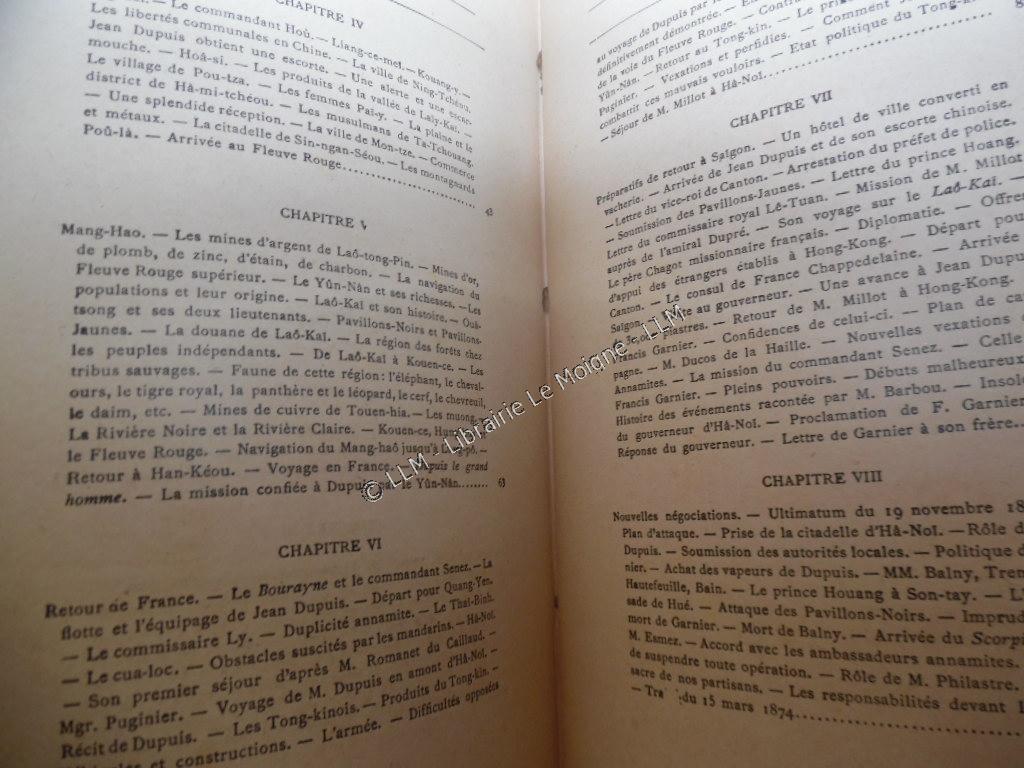 CHAPITRE IV
Le commandant Hoû. — Liang-ce-mei. — Kouang-y. —
Les libertés communales en Chine. — La ville de Ning-Tchéou.
Jean Dupuis obtient une escorte. — Une alerte et une escar-
mouche. — Hoâ-si. — Les produits de la vallée de Laly-Kaï. —
Le village de Pou-tza. — Les femmes Paï-y. — La plaine et le
district de Hâ-mi-tchéou. — Les musulmans de Ta-Tchouang.
— Une splendide réception. — La ville de Mon-tze. — Commerce
et métaux. — La citadelle de Sin-ngan-Séou. — Les montagnards
Poû-là. — Arrivée au Fleuve Rouge
CHAPITRE V
Mang-Hao. — Les mines d'argent de Laô-tong-Pin. — Mines d'or,
de plomb, de zinc, d'étain, de charbon. — La navigation du
Fleuve Rouge supérieur. — Le Yûn-Nân et ses richesses. — Les
populations et leur origine. — Laô-Kaï et son histoire. — Ouâ-
tsong et ses deux lieutenants. — Pavillons-Noirs et Pavillons-
Jaunes. — La douane de Laô-Kaï. — La région des forêts chez
les peuples indépendants. — De Laô-Kaï à Kouen-ce. — Les
tribus sauvages. — Faune de cette région : l'éléphant, le cheval-
ours, le tigre royal, la panthère et le léopard, le cerf, le chevreuil,
le daim, etc. — Mines de cuivre de Touen-hia. — Les muong. —
La Rivière Noire et la Rivière Claire. — Kouen-ce,
le Fleuve Rouge. — Navigation du Mang-haô jusqu'à
Retour à Han-Kéou. — Voyage en France. — Dupuis le grand
homme. — La mission confiée à Dupuis par le Yûn-Nân........ 63
CHAPITRE VI
Retour de France. — Le Bourayne et le commandant Senez. — La
flotte et l'équipage de Jean Dupuis. — Départ pour Quang-Yen.
— Le commissaire Ly. — Duplicité annamite. — Le Thaï-Binh.
— Le cua-loc. — Obstacles suscités par les mandarins. — Hâ-Noï.
— Son premier séjour d'après M. Romanet du Caillaud. —
Mgr. Puginier. — Voyage de M. Dupuis en amont d'Hâ-Noï. —
Récit de Dupuis. — Les Tong-kinois. — Produits du Tong-kin. —
et constructions. — L'armée. — Difficultés opposées
au voyage de Dupuis par
définitivement démontrée. —
de la voie du Fleuve Rouge. —
Yûn-Nân. — Retour au Tong-kin. — Le
Puginier. — Vexations et perfidies. — Comment
combattit ces mauvais vouloirs. — Etat politique du Tong-kin
— Séjour de M. Millot à Hâ-Noï
CHAPITRE VII
Préparatifs de retour à Saïgon. — Un hôtel de ville converti en
vacherie. — Arrivée de Jean Dupuis et de son escorte chinoise.
— Lettre du vice-roi de Canton. — Arrestation du préfet de police.
— Soumission des Pavillons-Jaunes. — Lettre du prince Hoang.
Lettre du commissaire royal Lê-Tuan. — Mission de M. Millot
auprès de l'amiral Dupré. — Son voyage sur le Laô-Kaï. —
Le père Chagot missionnaire français. — Diplomatie. — Offres
d'appui des étrangers établis à Hong-Kong. — Départ pour
Canton. — Le consul de France Chappedelaine. — Arrivée
Saïgon. — au gouverneur. — Une avance à Jean Dupuis
de piastres. — Retour de M. Millot à Hong-Kong.
Francis Garnier. — Confidences de celui-ci. — Plan de cam-
pagne. — M. Ducos de la Haille. — Nouvelles vexations
Annamites. — La mission du commandant Senez. — Celle
Francis Garnier. — Pleins pouvoirs. — Débuts malheureux
Histoire des événements racontée par M. Barbou. — Insolence
du gouverneur d'Hâ-Noï. — Proclamation de F. Garnier
Réponse du gouverneur. — Lettre de Garnier à son frère...
CHAPITRE VIII
Nouvelles négociations. — Ultimatum du 19 novembre 18
Plan d'attaque. — Prise de la citadelle d'Hâ-Noï. — Rôle de
Dupuis. — Soumission des autorités locales. — Politique d
nier. — Achat des vapeurs de Dupuis. — MM. Balny, Tren
Hautefeuille, Bain. — Le prince Houang à Son-tay. — L'
sade de Hué. — Attaque des Pavillons-Noirs. — Imprud
mort de Garnier. — Mort de Balny. — Arrivée du Scorpi
M. Esmez. — Accord avec les ambassadeurs annamites.
de suspendre toute opération. — Rôle de M. Philastre. —
sacre de nos partisans. — Les responsabilités devant l
— du 15 mars 1874
© LLM - Librairie Le Moigne - LLM